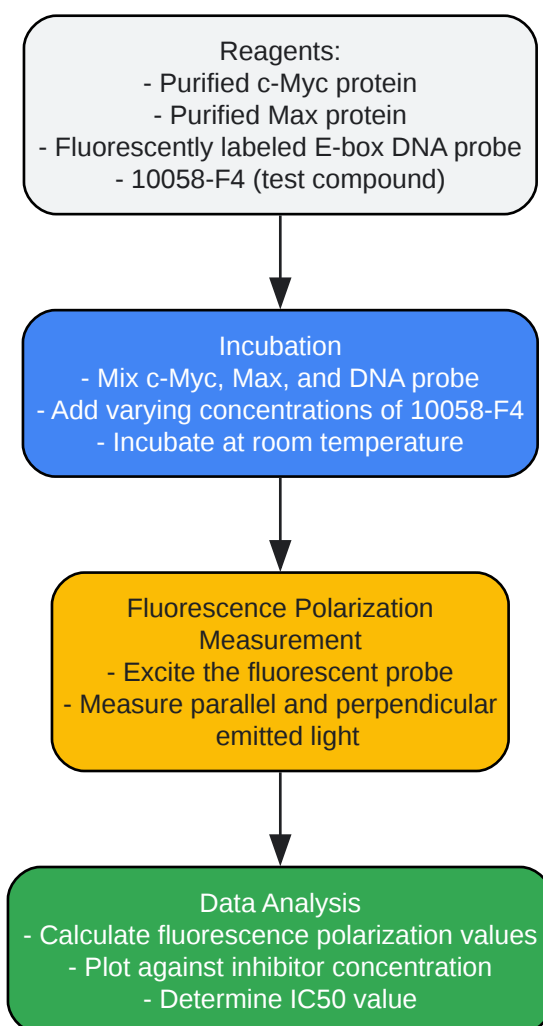 Reagents:
- Purified c-Myc protein
- Purified Max protein
- Fluorescently labeled E-box DNA probe
- 10058-F4 (test compound)
Incubation
- Mix c-Myc, Max, and DNA probe
- Add varying concentrations of 10058-F4
- Incubate at room temperature
Fluorescence Polarization
Measurement
- Excite the fluorescent probe
- Measure parallel and perpendicular
emitted light
Data Analysis
- Calculate fluorescence polarization values
- Plot against inhibitor concentration
- Determine IC50 value